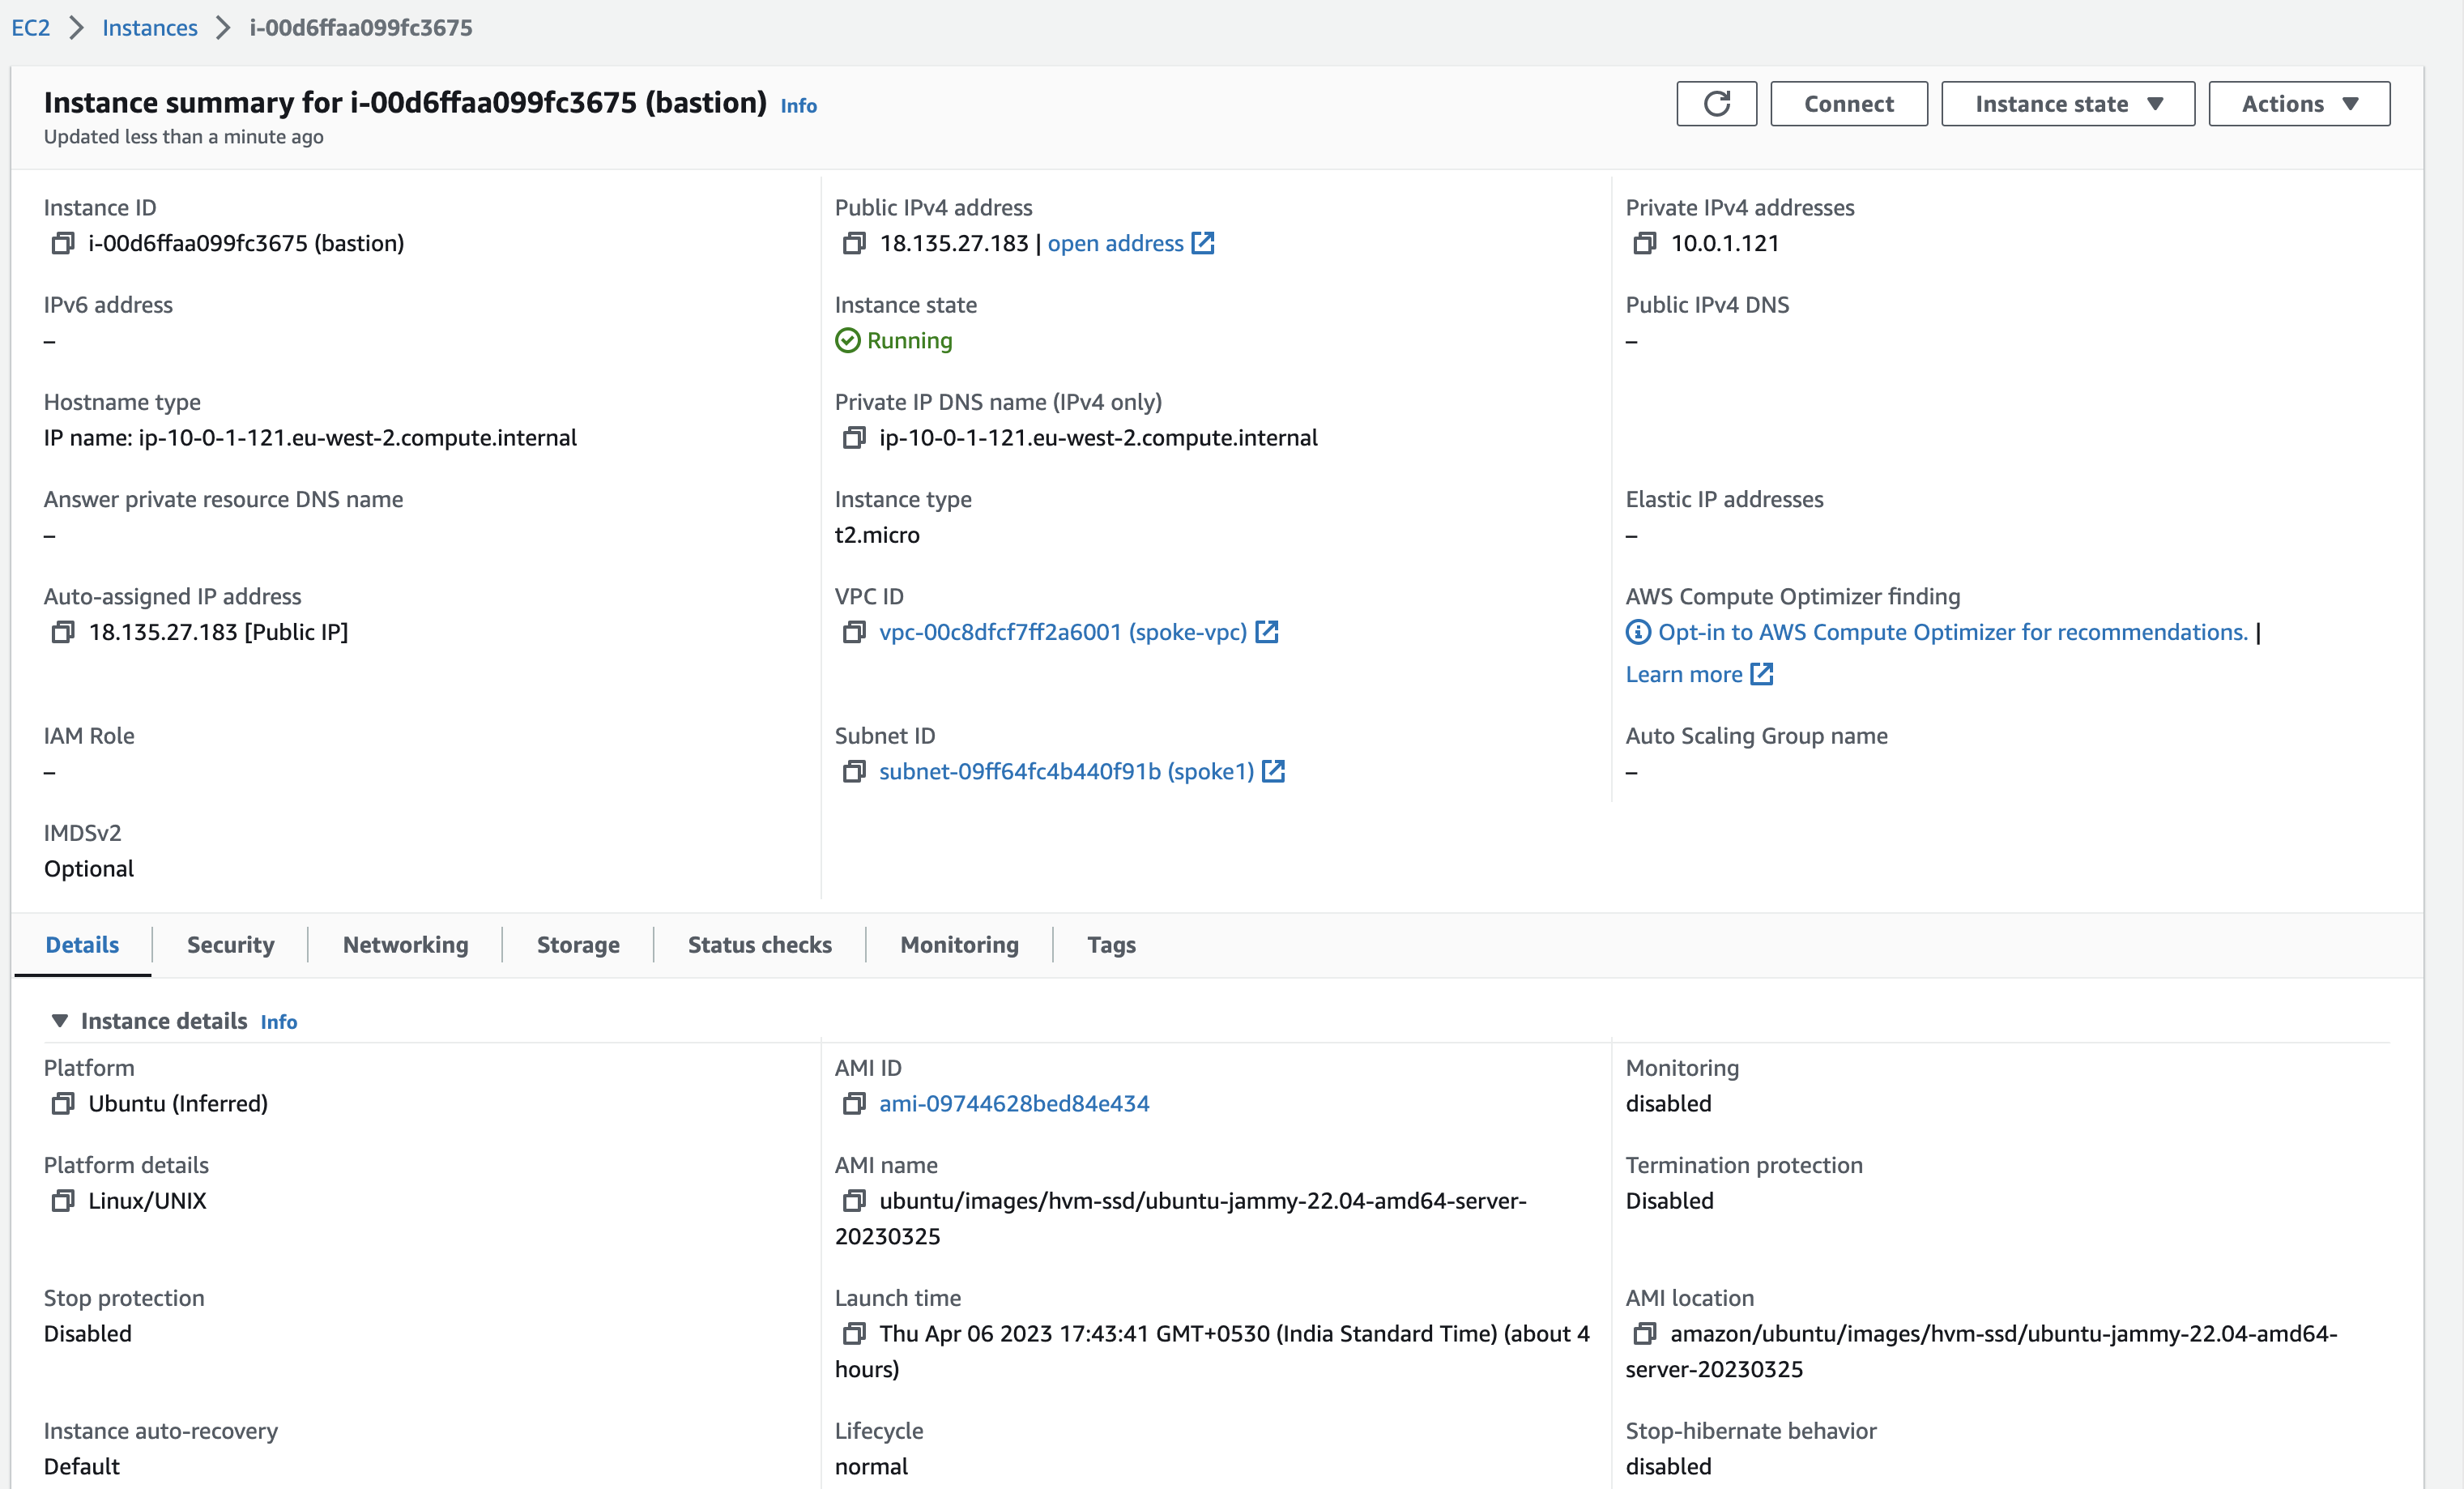 EC2 > Instances > i-00d6ffaa099fc3675
Instance summary for i-00d6ffaa099fc3675 (bastion) Info
Updated less than a minute ago
Connect
Instance state
Actions
Instance ID
i-00d6ffaa099fc3675 (bastion)
Public IPv4 address
18.135.27.183 | open address
Private IPv4 addresses
10.0.1.121
IPv6 address
–
Instance state
Running
Public IPv4 DNS
–
Hostname type
IP name: ip-10-0-1-121.eu-west-2.compute.internal
Private IP DNS name (IPv4 only)
ip-10-0-1-121.eu-west-2.compute.internal
Answer private resource DNS name
–
Instance type
t2.micro
Elastic IP addresses
–
Auto-assigned IP address
18.135.27.183 [Public IP]
VPC ID
vpc-00c8dfcf7ff2a6001 (spoke-vpc)
AWS Compute Optimizer finding
Opt-in to AWS Compute Optimizer for recommendations. |
Learn more
IAM Role
–
Subnet ID
subnet-09ff64fc4b440f91b (spoke1)
Auto Scaling Group name
–
IMDSv2
Optional
Details
Security
Networking
Storage
Status checks
Monitoring
Tags
Instance details Info
Platform
Ubuntu (Inferred)
AMI ID
ami-09744628bed84e434
Monitoring
disabled
Platform details
Linux/UNIX
AMI name
ubuntu/images/hvm-ssd/ubuntu-jammy-22.04-amd64-server-
20230325
Termination protection
Disabled
Stop protection
Disabled
Launch time
Thu Apr 06 2023 17:43:41 GMT+0530 (India Standard Time) (about 4
hours)
AMI location
amazon/ubuntu/images/hvm-ssd/ubuntu-jammy-22.04-amd64-
server-20230325
Instance auto-recovery
Default
Lifecycle
normal
Stop-hibernate behavior
disabled